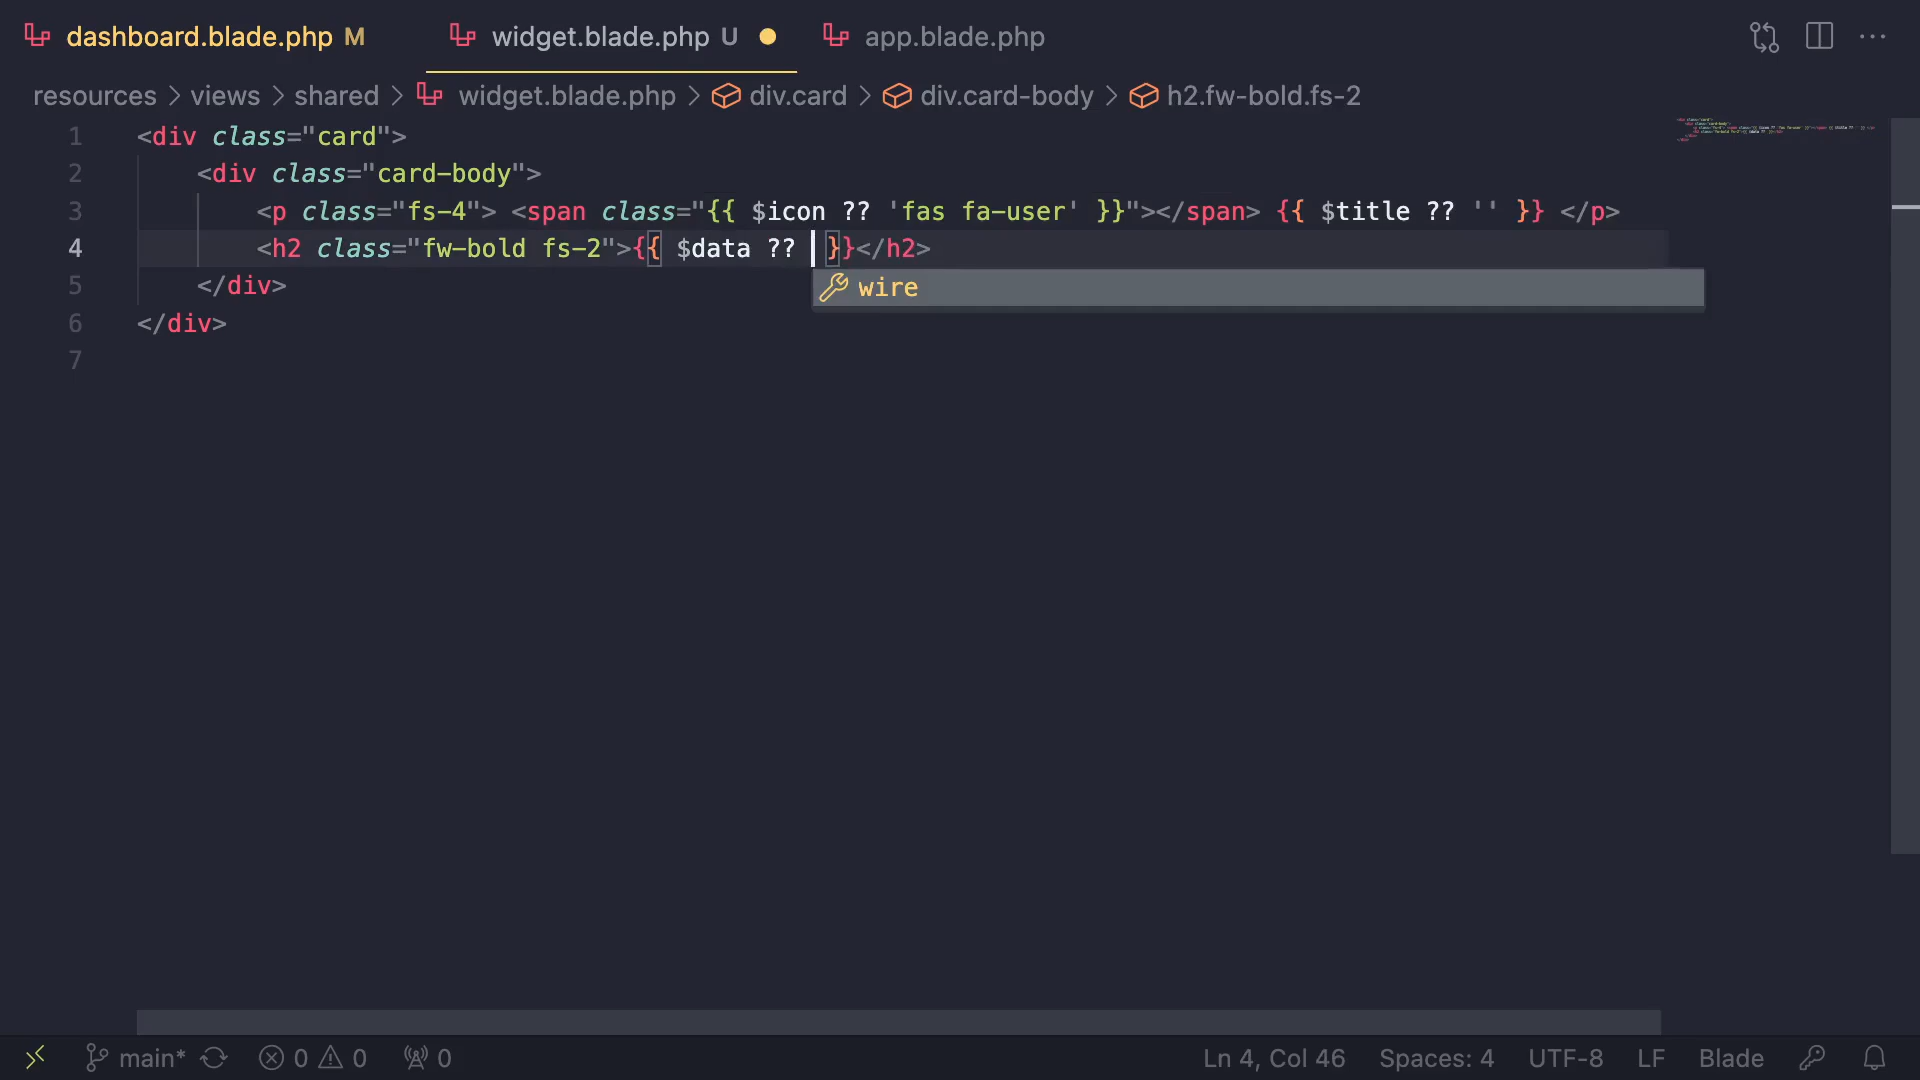 dashboard.blade.php M widget.blade.php U app.blade.php
resources > views > shared > widget.blade.php > div.card > div.card-body > h2.fw-bold.fs-2
1 <div class="card">
2 <div class="card-body">
3 <p class="fs-4"> <span class="{{ $icon ?? 'fas fa-user' }}"></span> {{ $title ?? '' }} </p>
4 <h2 class="fw-bold fs-2">{{ $data ?? }}</h2>
wire
5 </div>
6 </div>
7
main* 0 0 0 Ln 4, Col 46 Spaces: 4 UTF-8 LF Blade